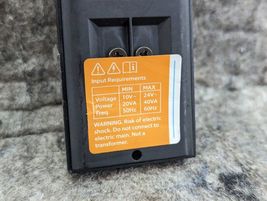 Input Requirements
MIN MAX
Voltage 10V~ 24V~
Power 20VA 40VA
Freq. 50Hz 60Hz
WARNING. Risk of electric
shock. Do not connect to
electric main. Not a
transformer.